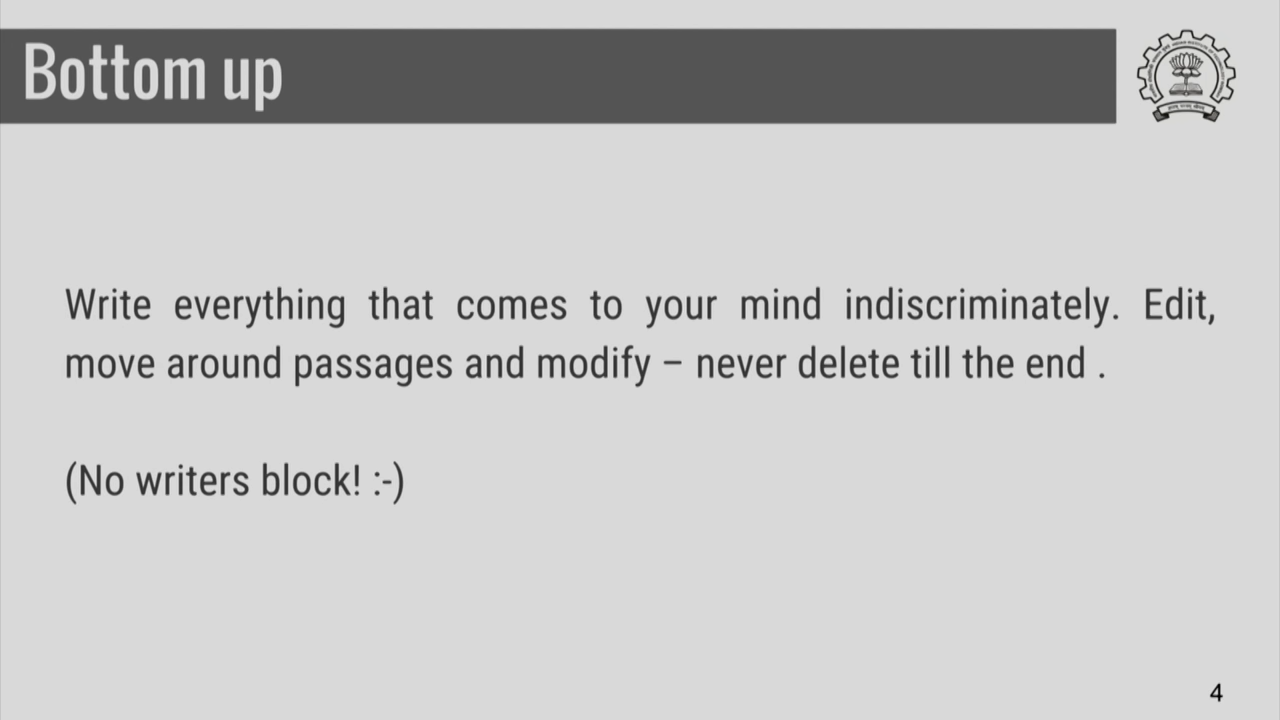 Bottom up
Write everything that comes to your mind indiscriminately. Edit,
move around passages and modify – never delete till the end .
(No writers block! :-)
4